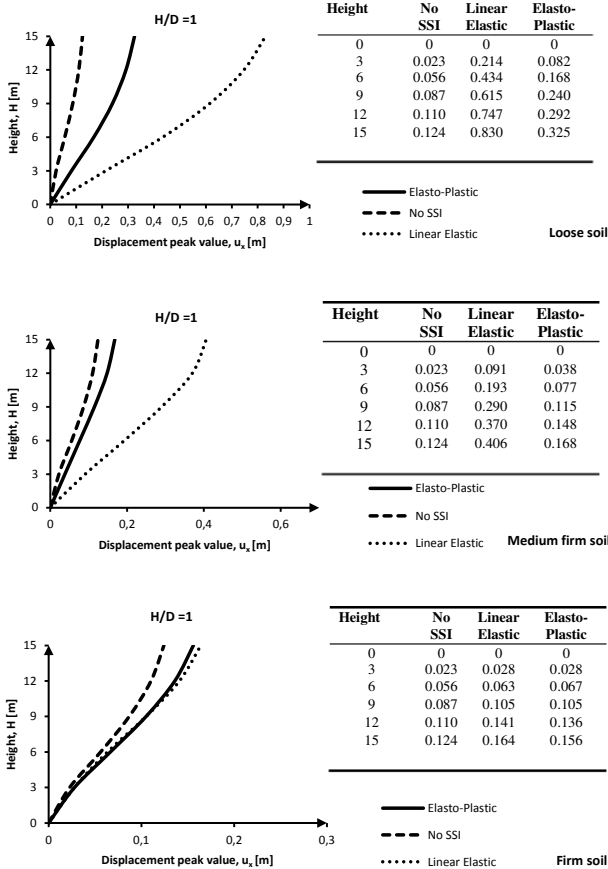 H/D =1
15
12
9
6
3
0
Height, H [m]
0 0,1 0,2 0,3 0,4 0,5 0,6 0,7 0,8 0,9 1
Displacement peak value, uₓ [m]
Height No SSI Linear Elastic Elasto-Plastic
0 0 0 0
3 0.023 0.214 0.082
6 0.056 0.434 0.168
9 0.087 0.615 0.240
12 0.110 0.747 0.292
15 0.124 0.830 0.325
Elasto-Plastic
No SSI
Linear Elastic
Loose soil
H/D =1
15
12
9
6
3
0
Height, H [m]
0 0,2 0,4 0,6
Displacement peak value, uₓ [m]
Height No SSI Linear Elastic Elasto-Plastic
0 0 0 0
3 0.023 0.091 0.038
6 0.056 0.193 0.077
9 0.087 0.290 0.115
12 0.110 0.370 0.148
15 0.124 0.406 0.168
Elasto-Plastic
No SSI
Linear Elastic
Medium firm soil
H/D =1
15
12
9
6
3
0
Height, H [m]
0 0,1 0,2 0,3
Displacement peak value, uₓ [m]
Height No SSI Linear Elastic Elasto-Plastic
0 0 0 0
3 0.023 0.028 0.028
6 0.056 0.063 0.067
9 0.087 0.105 0.105
12 0.110 0.141 0.136
15 0.124 0.164 0.156
Elasto-Plastic
No SSI
Linear Elastic
Firm soil